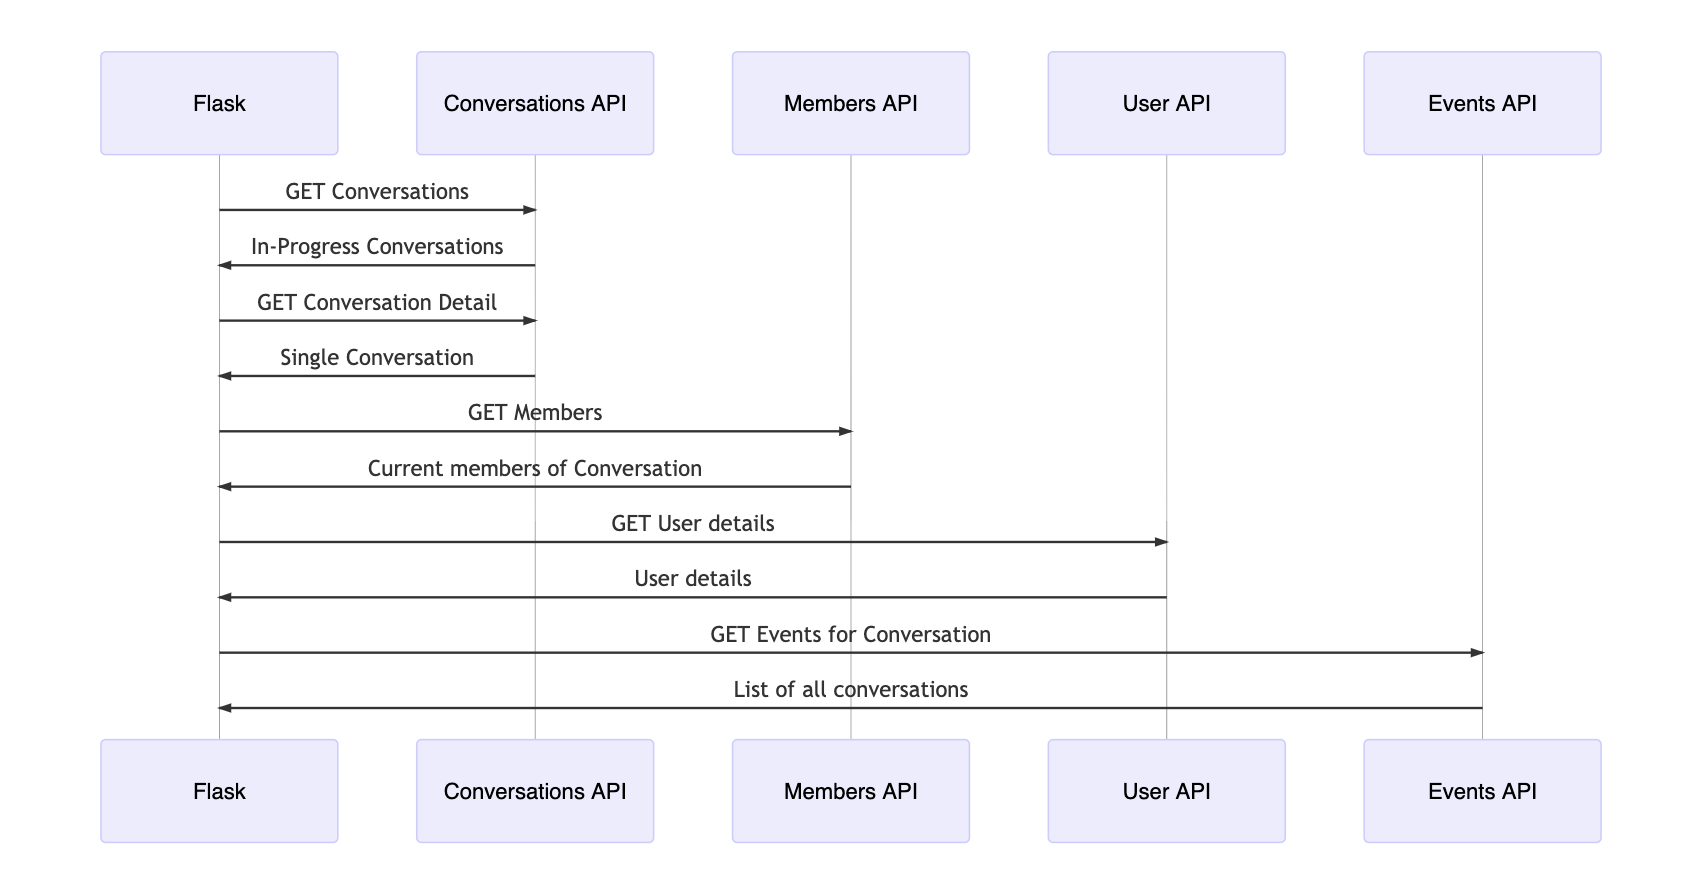 Flask
Conversations API
Members API
User API
Events API
GET Conversations
In-Progress Conversations
GET Conversation Detail
Single Conversation
GET Members
Current members of Conversation
GET User details
User details
GET Events for Conversation
List of all conversations
Flask
Conversations API
Members API
User API
Events API